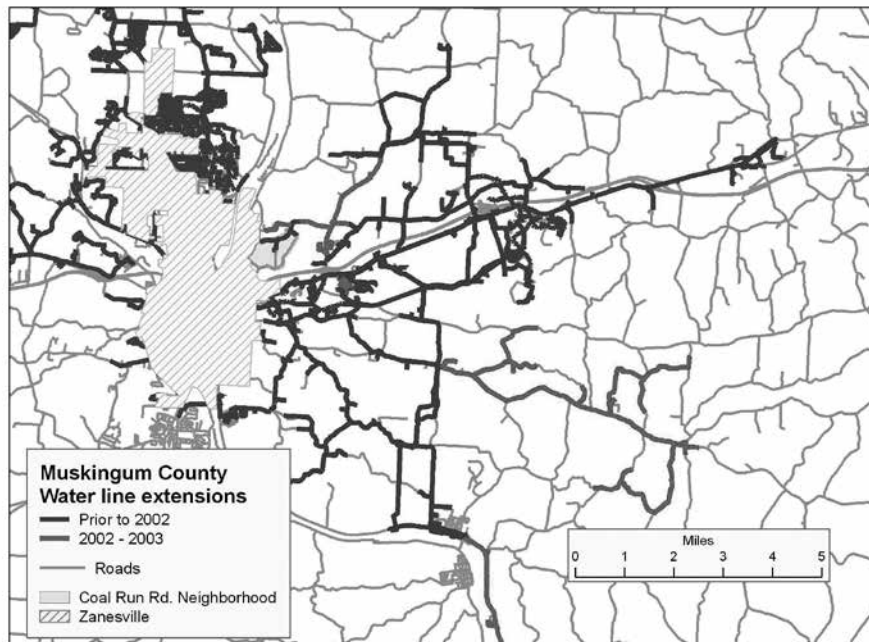 Muskingum County
Water line extensions
Prior to 2002
2002 - 2003
Roads
Coal Run Rd. Neighborhood
Zanesville
Miles
0 1 2 3 4 5